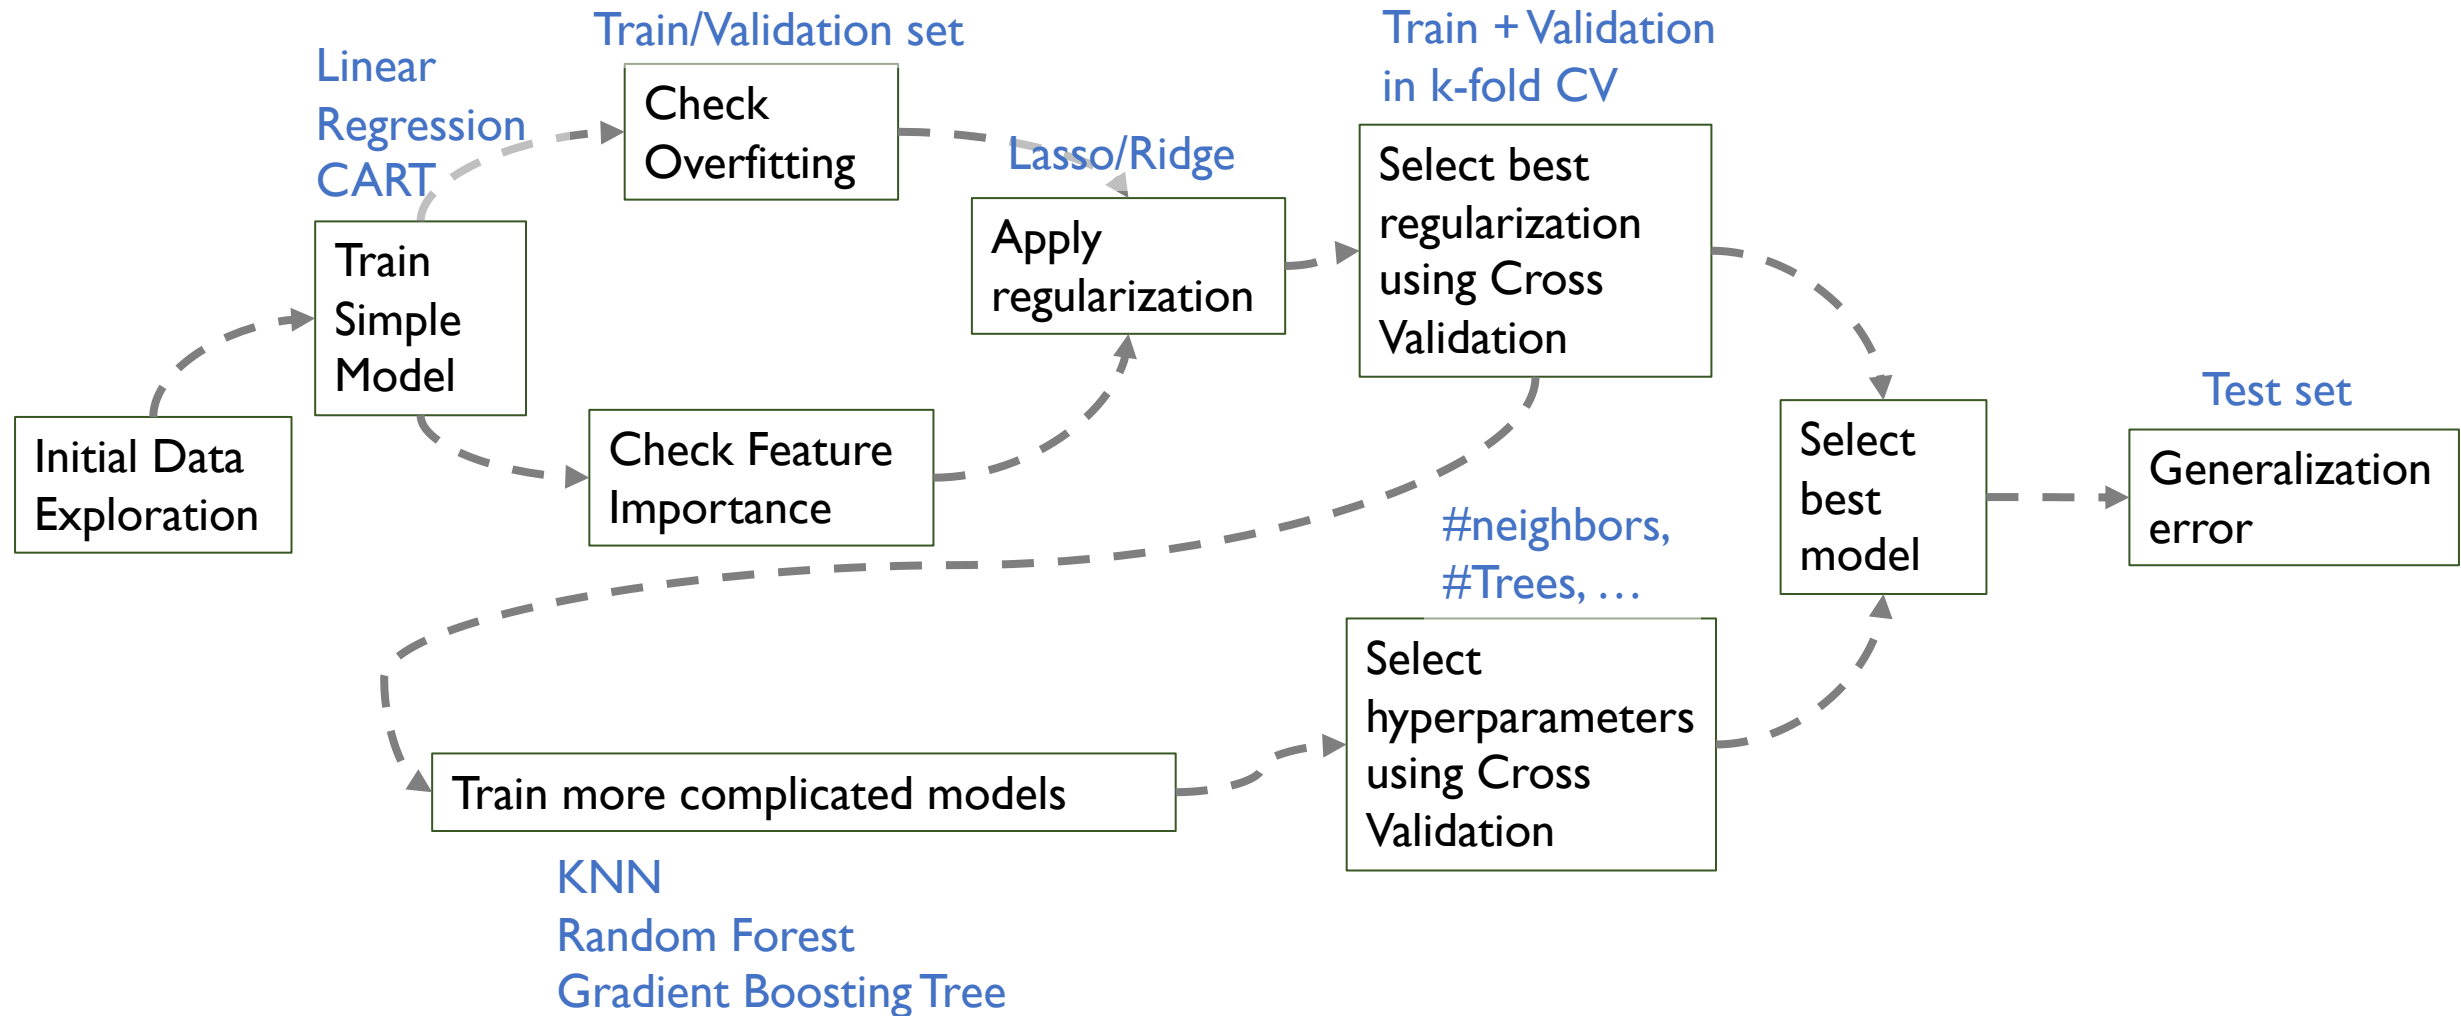 Train/Validation set
Train + Validation
in k-fold CV
Linear
Regression
CART
Check
Overfitting
Lasso/Ridge
Select best
regularization
using Cross
Validation
Apply
regularization
Train
Simple
Model
Initial Data
Exploration
Check Feature
Importance
Test set
Select
best
model
Generalization
error
#neighbors,
#Trees, …
Select
hyperparameters
using Cross
Validation
Train more complicated models
KNN
Random Forest
Gradient Boosting Tree